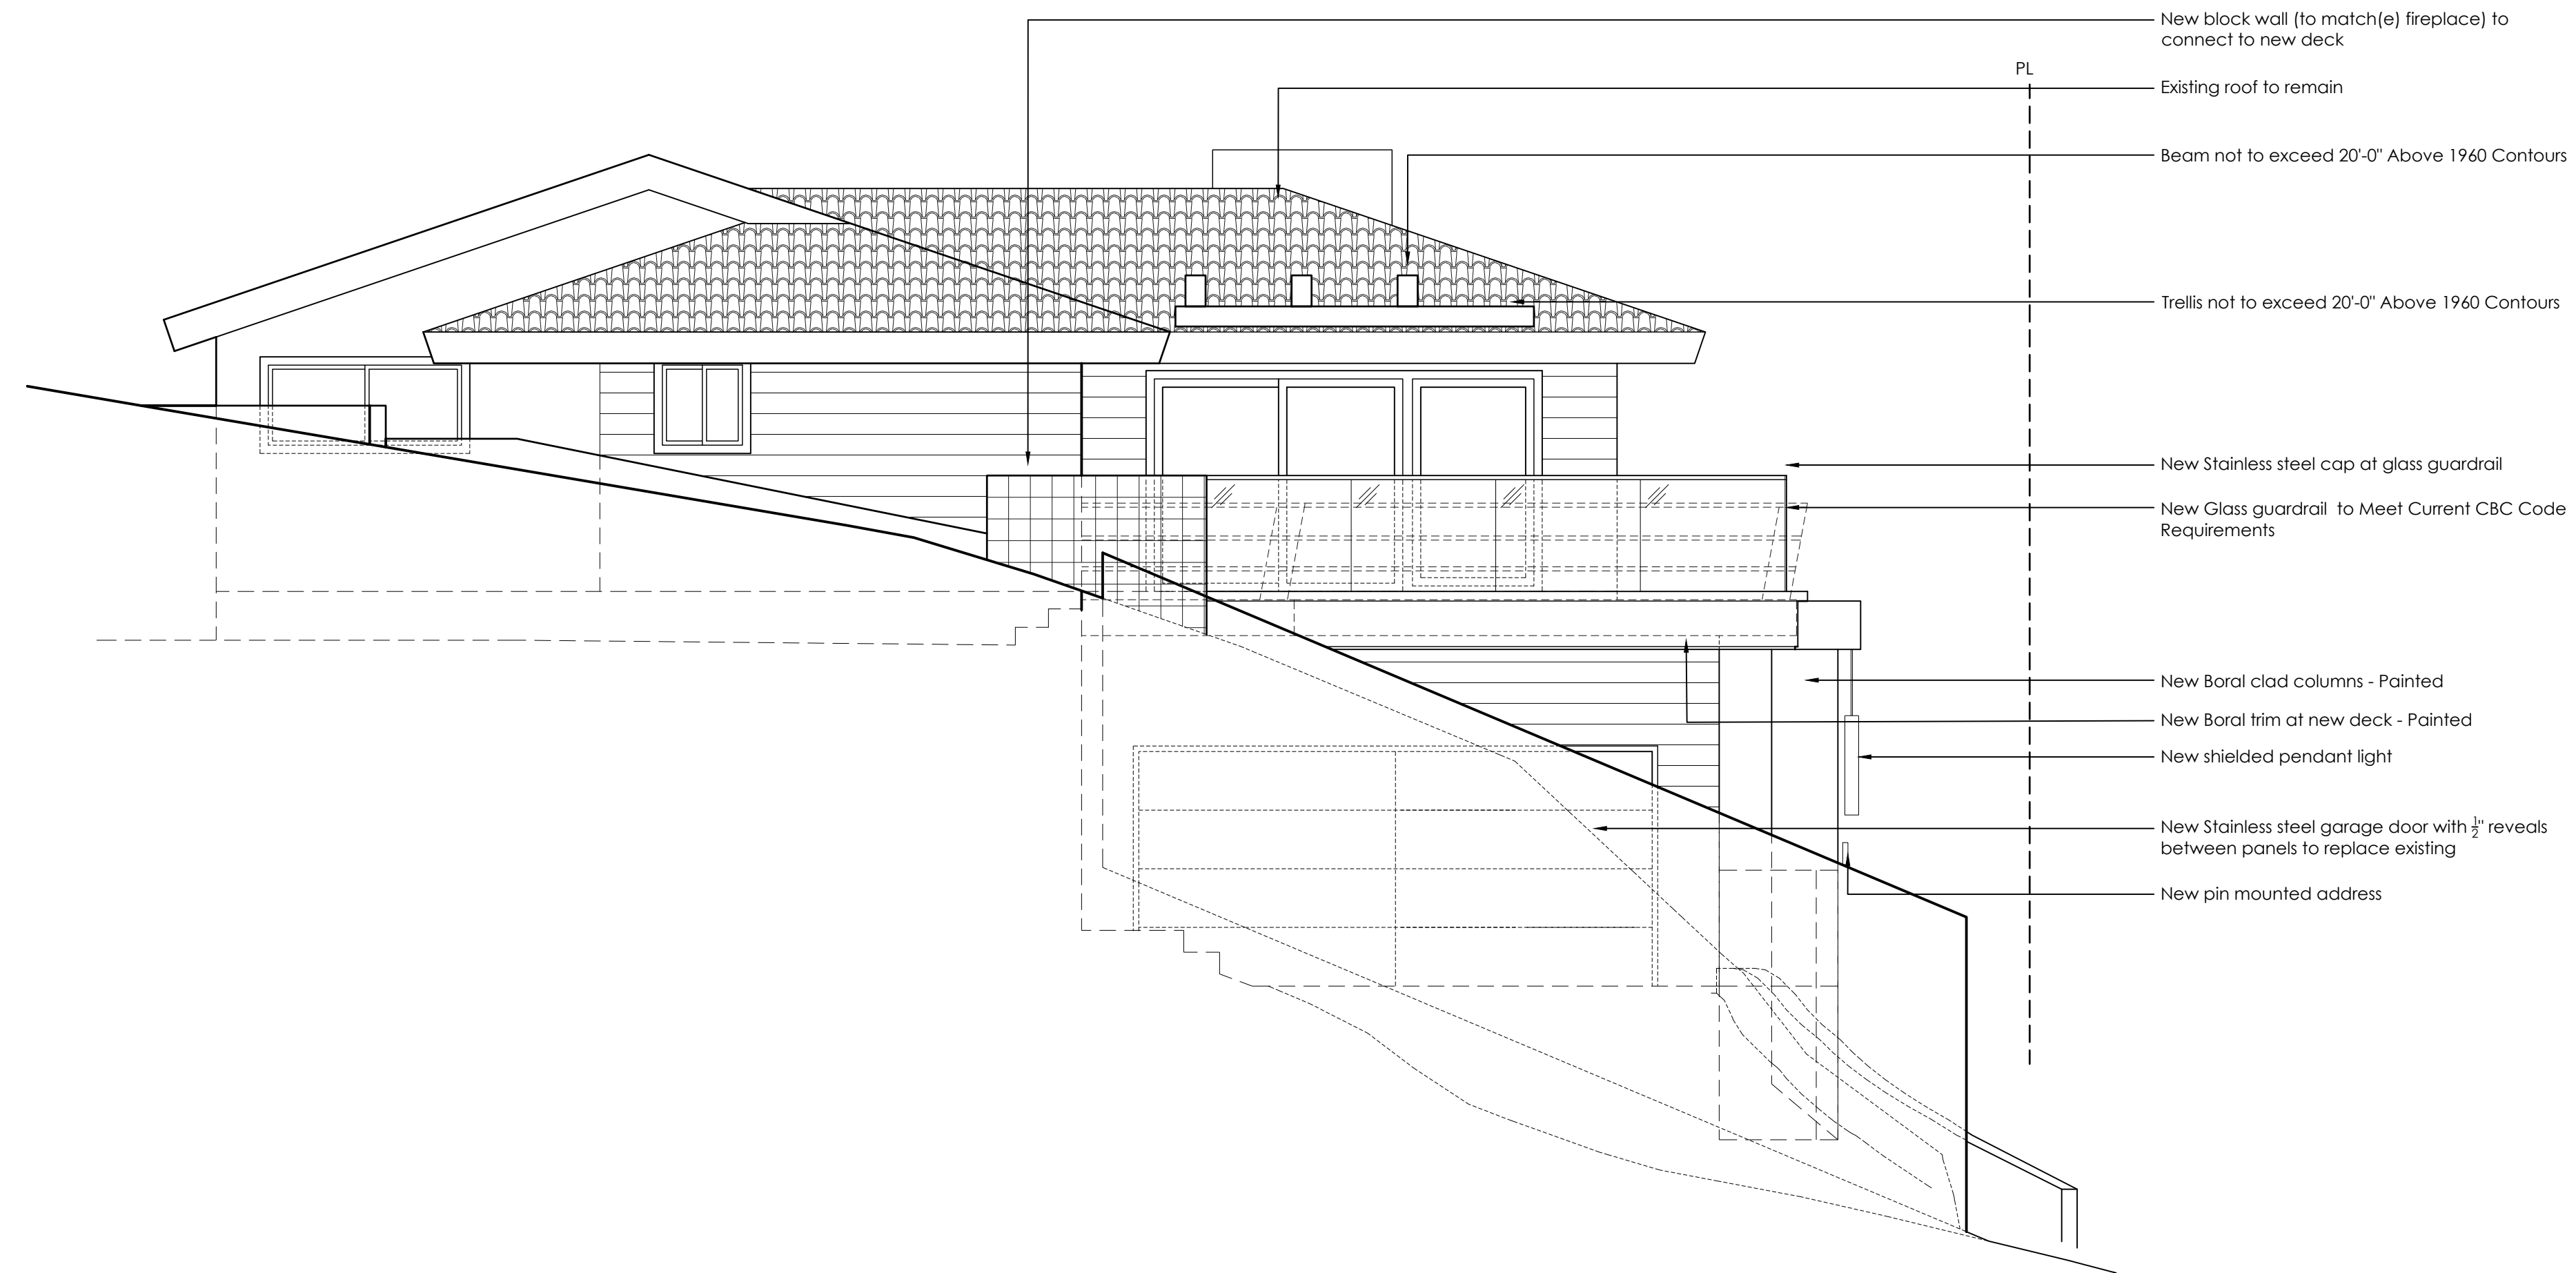 New block wall (to match(e) fireplace) to
connect to new deck
PL
Existing roof to remain
Beam not to exceed 20'-0" Above 1960 Contours
Trellis not to exceed 20'-0" Above 1960 Contours
New Stainless steel cap at glass guardrail
New Glass guardrail  to Meet Current CBC Code
Requirements
New Boral clad columns - Painted
New Boral trim at new deck - Painted
New shielded pendant light
New Stainless steel garage door with 1/2" reveals
between panels to replace existing
New pin mounted address